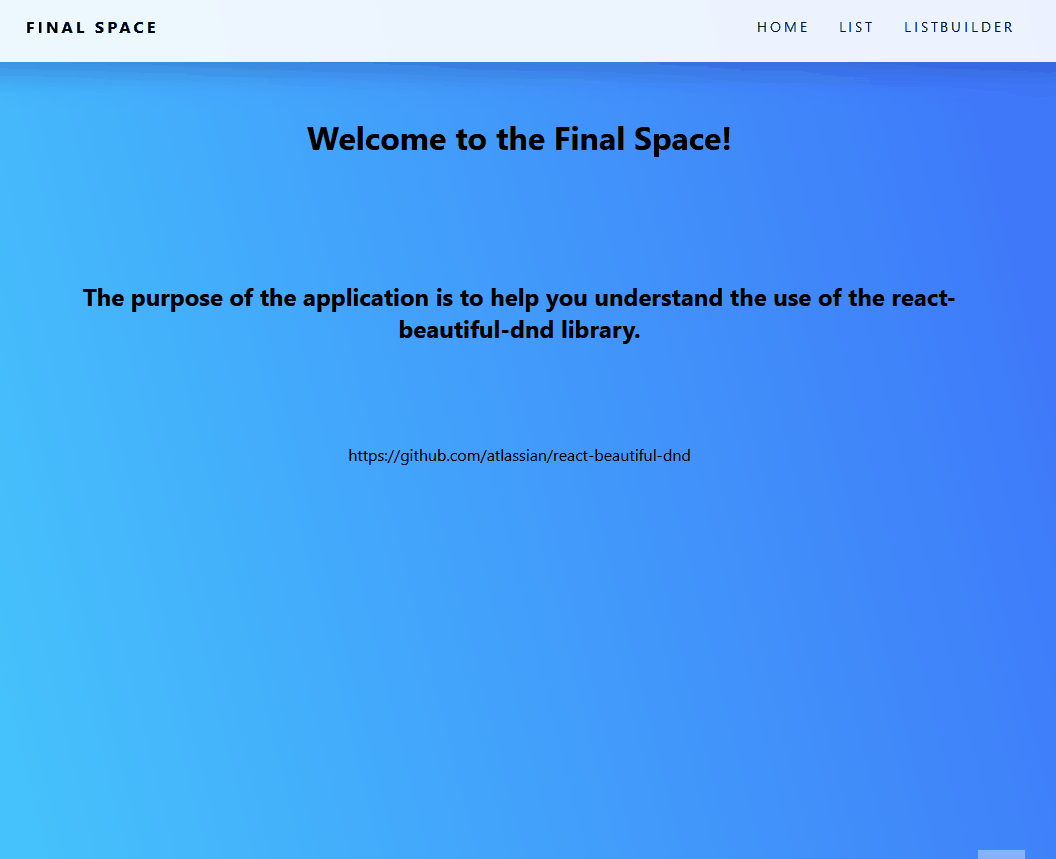 FINAL SPACE
HOME LIST LISTBUILDER
Welcome to the Final Space!
The purpose of the application is to help you understand the use of the react-
beautiful-dnd library.
https://github.com/atlassian/react-beautiful-dnd